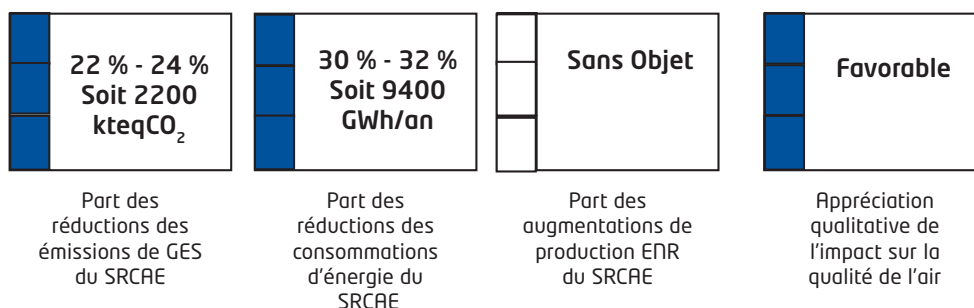 22 % - 24 %
Soit 2200
kteqCO₂
Part des
réductions des
émissions de GES
du SRCAE
30 % - 32 %
Soit 9400
GWh/an
Part des
réductions des
consommations
d'énergie du
SRCAE
Sans Objet
Part des
augmentations de
production ENR
du SRCAE
Favorable
Appréciation
qualitative de
l'impact sur la
qualité de l'air